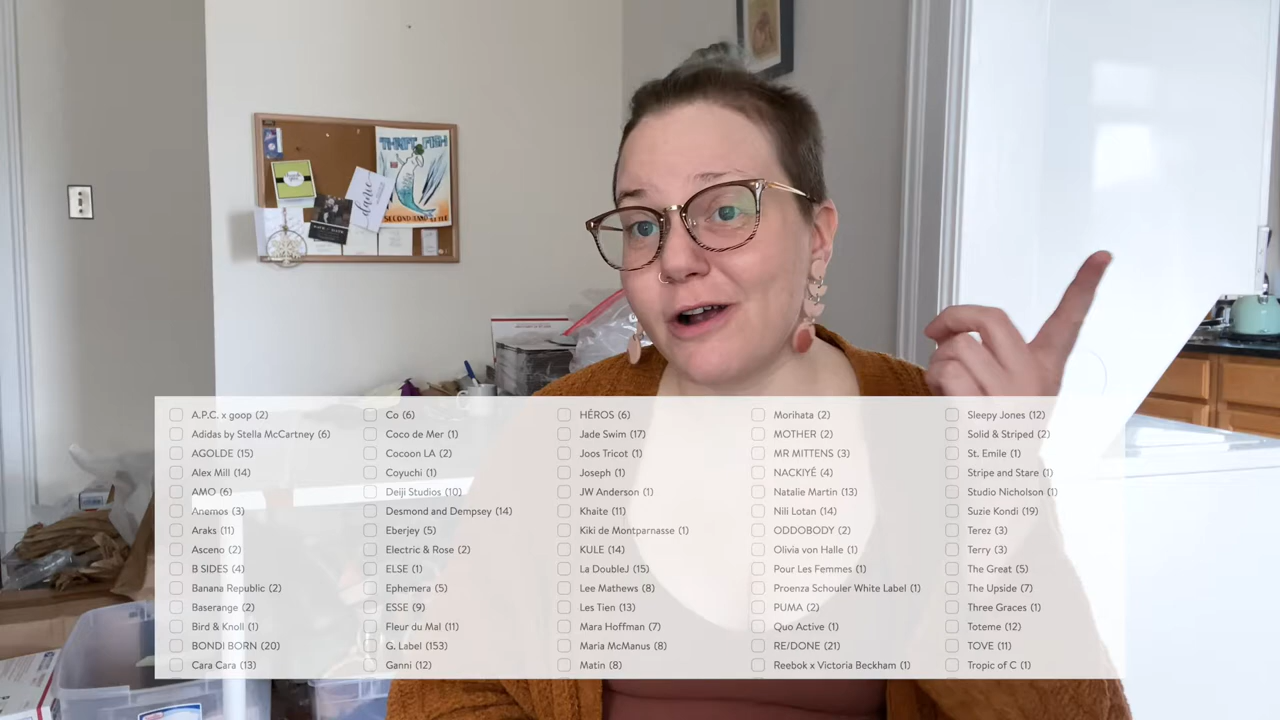 THRIFT FISH
SECONDHAND STYLE
dance
A.P.C. x goop (2)
Adidas by Stella McCartney (6)
AGOLDE (15)
Alex Mill (14)
AMO (6)
Anemos (3)
Araks (11)
Asceno (2)
B SIDES (4)
Banana Republic (2)
Baserange (2)
Bird & Knoll (1)
BONDI BORN (20)
Cara Cara (13)
Co (6)
Coco de Mer (1)
Cocoon LA (2)
Coyuchi (1)
Deiji Studios (10)
Desmond and Dempsey (14)
Eberjey (5)
Electric & Rose (2)
ELSE (1)
Ephemera (5)
ESSE (9)
Fleur du Mal (11)
G. Label (153)
Ganni (12)
HÉROS (6)
Jade Swim (17)
Joos Tricot (1)
Joseph (1)
JW Anderson (1)
Khaite (11)
Kiki de Montparnasse (1)
KULE (14)
La DoubleJ (15)
Lee Mathews (8)
Les Tien (13)
Mara Hoffman (7)
Maria McManus (8)
Matin (8)
Morihata (2)
MOTHER (2)
MR MITTENS (3)
NACKIYÉ (4)
Natalie Martin (13)
Nili Lotan (14)
ODDOBODY (2)
Olivia von Halle (1)
Pour Les Femmes (1)
Proenza Schouler White Label (1)
PUMA (2)
Quo Active (1)
RE/DONE (21)
Reebok x Victoria Beckham (1)
Sleepy Jones (12)
Solid & Striped (2)
St. Emile (1)
Stripe and Stare (1)
Studio Nicholson (1)
Suzie Kondi (19)
Terez (3)
Terry (3)
The Great (5)
The Upside (7)
Three Graces (1)
Toteme (12)
TOVE (11)
Tropic of C (1)